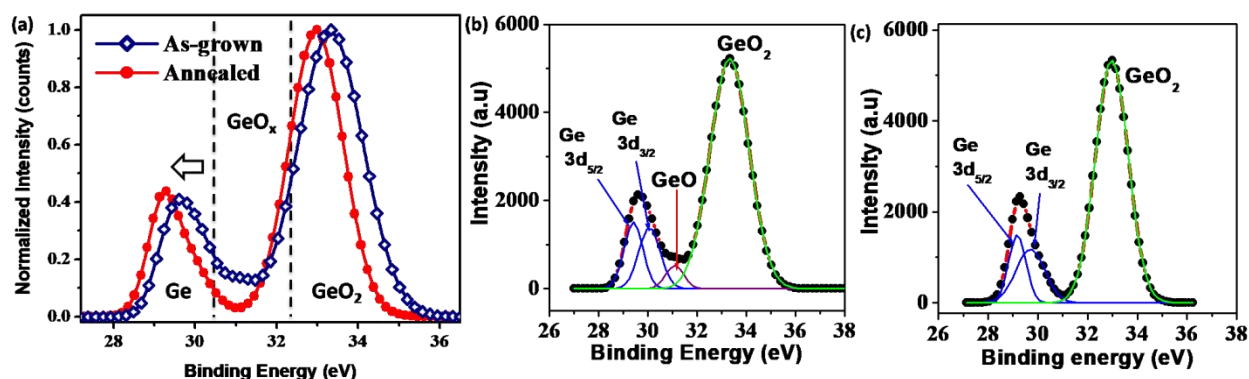 (a)
Normalized Intensity (counts)
1.0
0.8
0.6
0.4
0.2
0.0
As-grown
Annealed
GeOx
Ge
GeO2
28 30 32 34 36
Binding Energy (eV)
(b)
Intensity (a.u)
6000
4000
2000
0
GeO2
Ge
3d5/2
Ge
3d3/2
GeO
26 28 30 32 34 36 38
Binding Energy (eV)
(c)
Intensity (a.u)
6000
4000
2000
0
GeO2
Ge
3d5/2
Ge
3d3/2
26 28 30 32 34 36 38
Binding energy (eV)